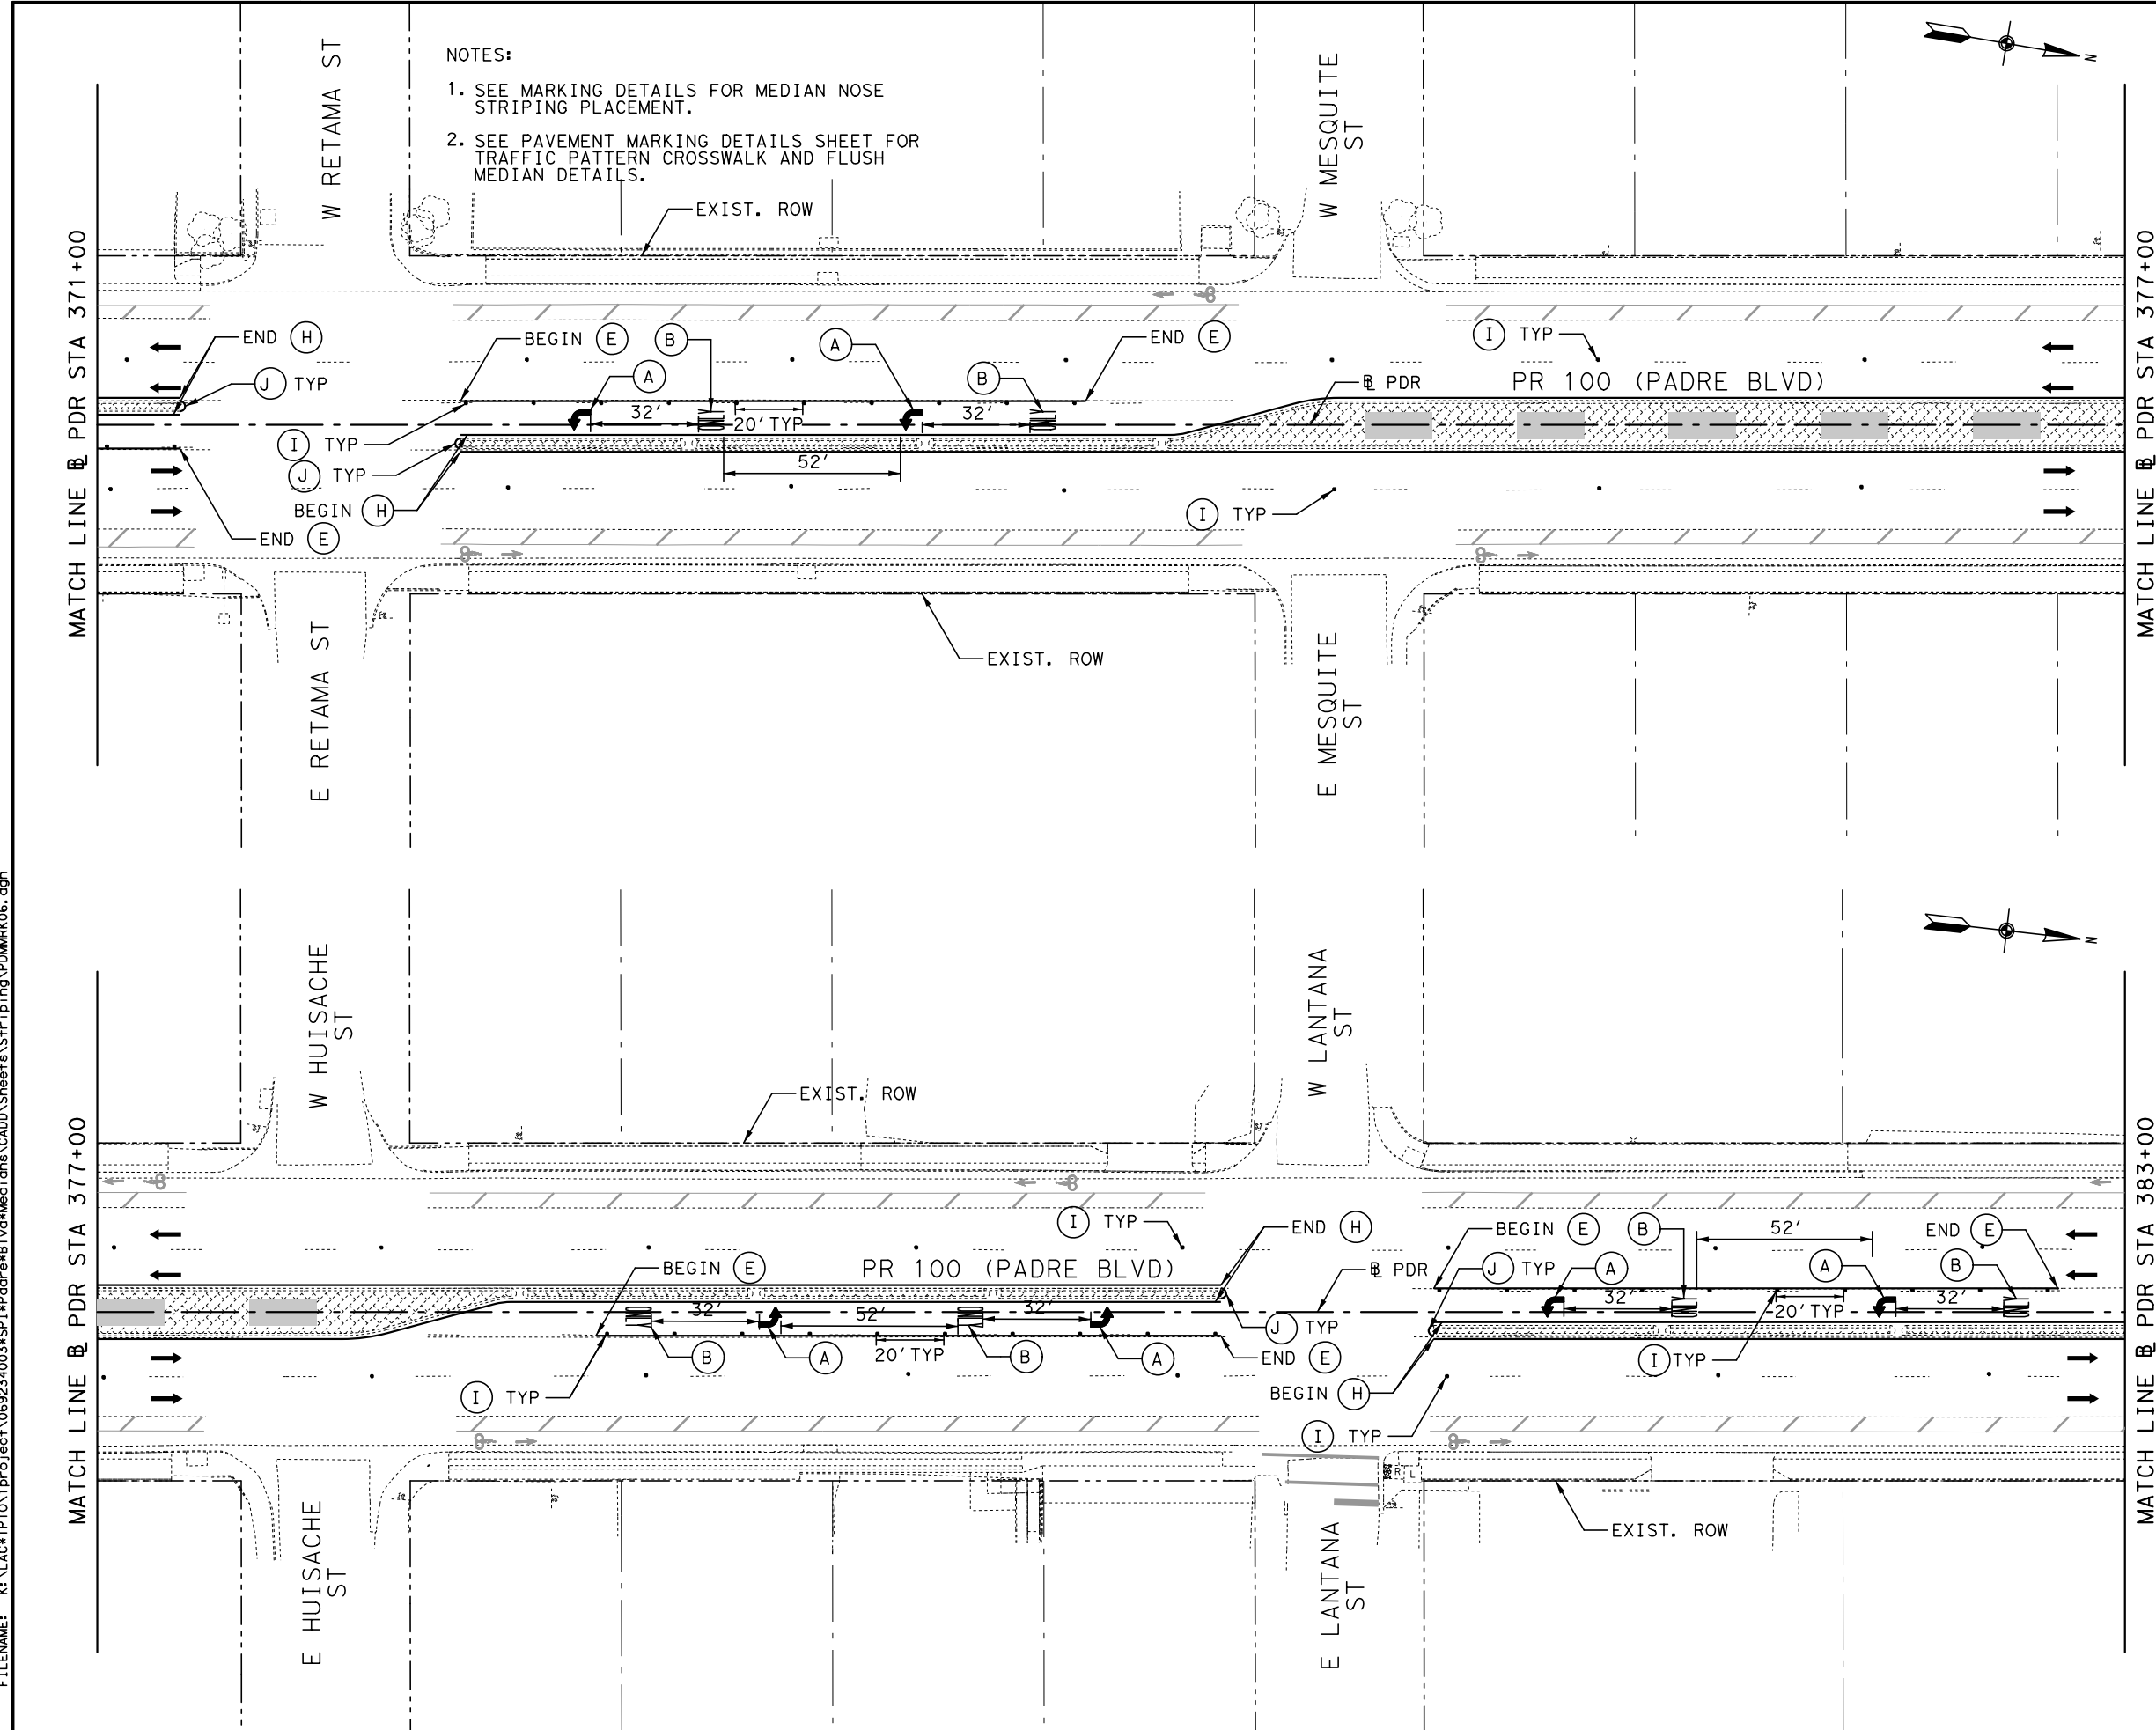 NOTES:
1. SEE MARKING DETAILS FOR MEDIAN NOSE
STRIPING PLACEMENT.
2. SEE PAVEMENT MARKING DETAILS SHEET FOR
TRAFFIC PATTERN CROSSWALK AND FLUSH
MEDIAN DETAILS.
W RETAMA ST
W MESQUITE
ST
N
EXIST. ROW
MATCH LINE ℄ PDR STA 371+00
MATCH LINE ℄ PDR STA 377+00
END H
J TYP
BEGIN E
B
A
END E
I TYP
A
B
℄ PDR
PR 100 (PADRE BLVD)
32'
20' TYP
32'
I TYP
J TYP
52'
BEGIN H
I TYP
END E
EXIST. ROW
E RETAMA ST
E MESQUITE
ST
W HUISACHE
ST
W LANTANA
ST
N
EXIST. ROW
MATCH LINE ℄ PDR STA 377+00
MATCH LINE ℄ PDR STA 383+00
I TYP
END H
BEGIN E
B
52'
END E
BEGIN E
PR 100 (PADRE BLVD)
℄ PDR
J TYP
A
A
B
32'
52'
32'
32'
20' TYP
32'
J TYP
B
A
20' TYP
B
A
END E
I TYP
I TYP
BEGIN H
I TYP
R
L
EXIST. ROW
E HUISACHE
ST
E LANTANA
ST